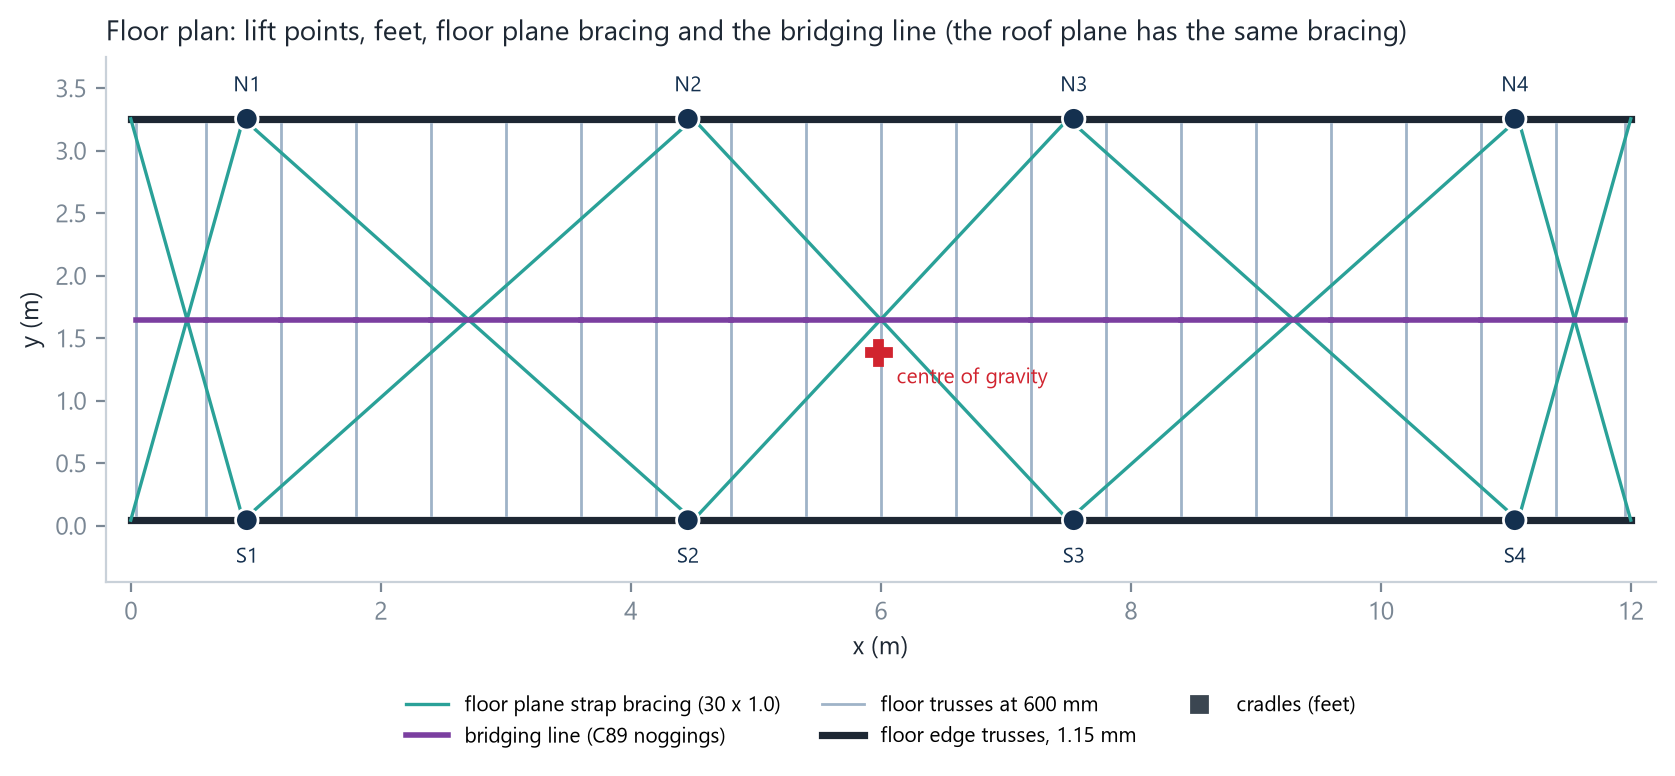 Floor plan: lift points, feet, floor plane bracing and the bridging line (the roof plane has the same bracing)
N1 N2 N3 N4
3.5
3.0
2.5
2.0
1.5
1.0
0.5
0.0
y (m)
centre of gravity
S1 S2 S3 S4
0 2 4 6 8 10 12
x (m)
floor plane strap bracing (30 x 1.0) floor trusses at 600 mm cradles (feet)
bridging line (C89 noggings) floor edge trusses, 1.15 mm